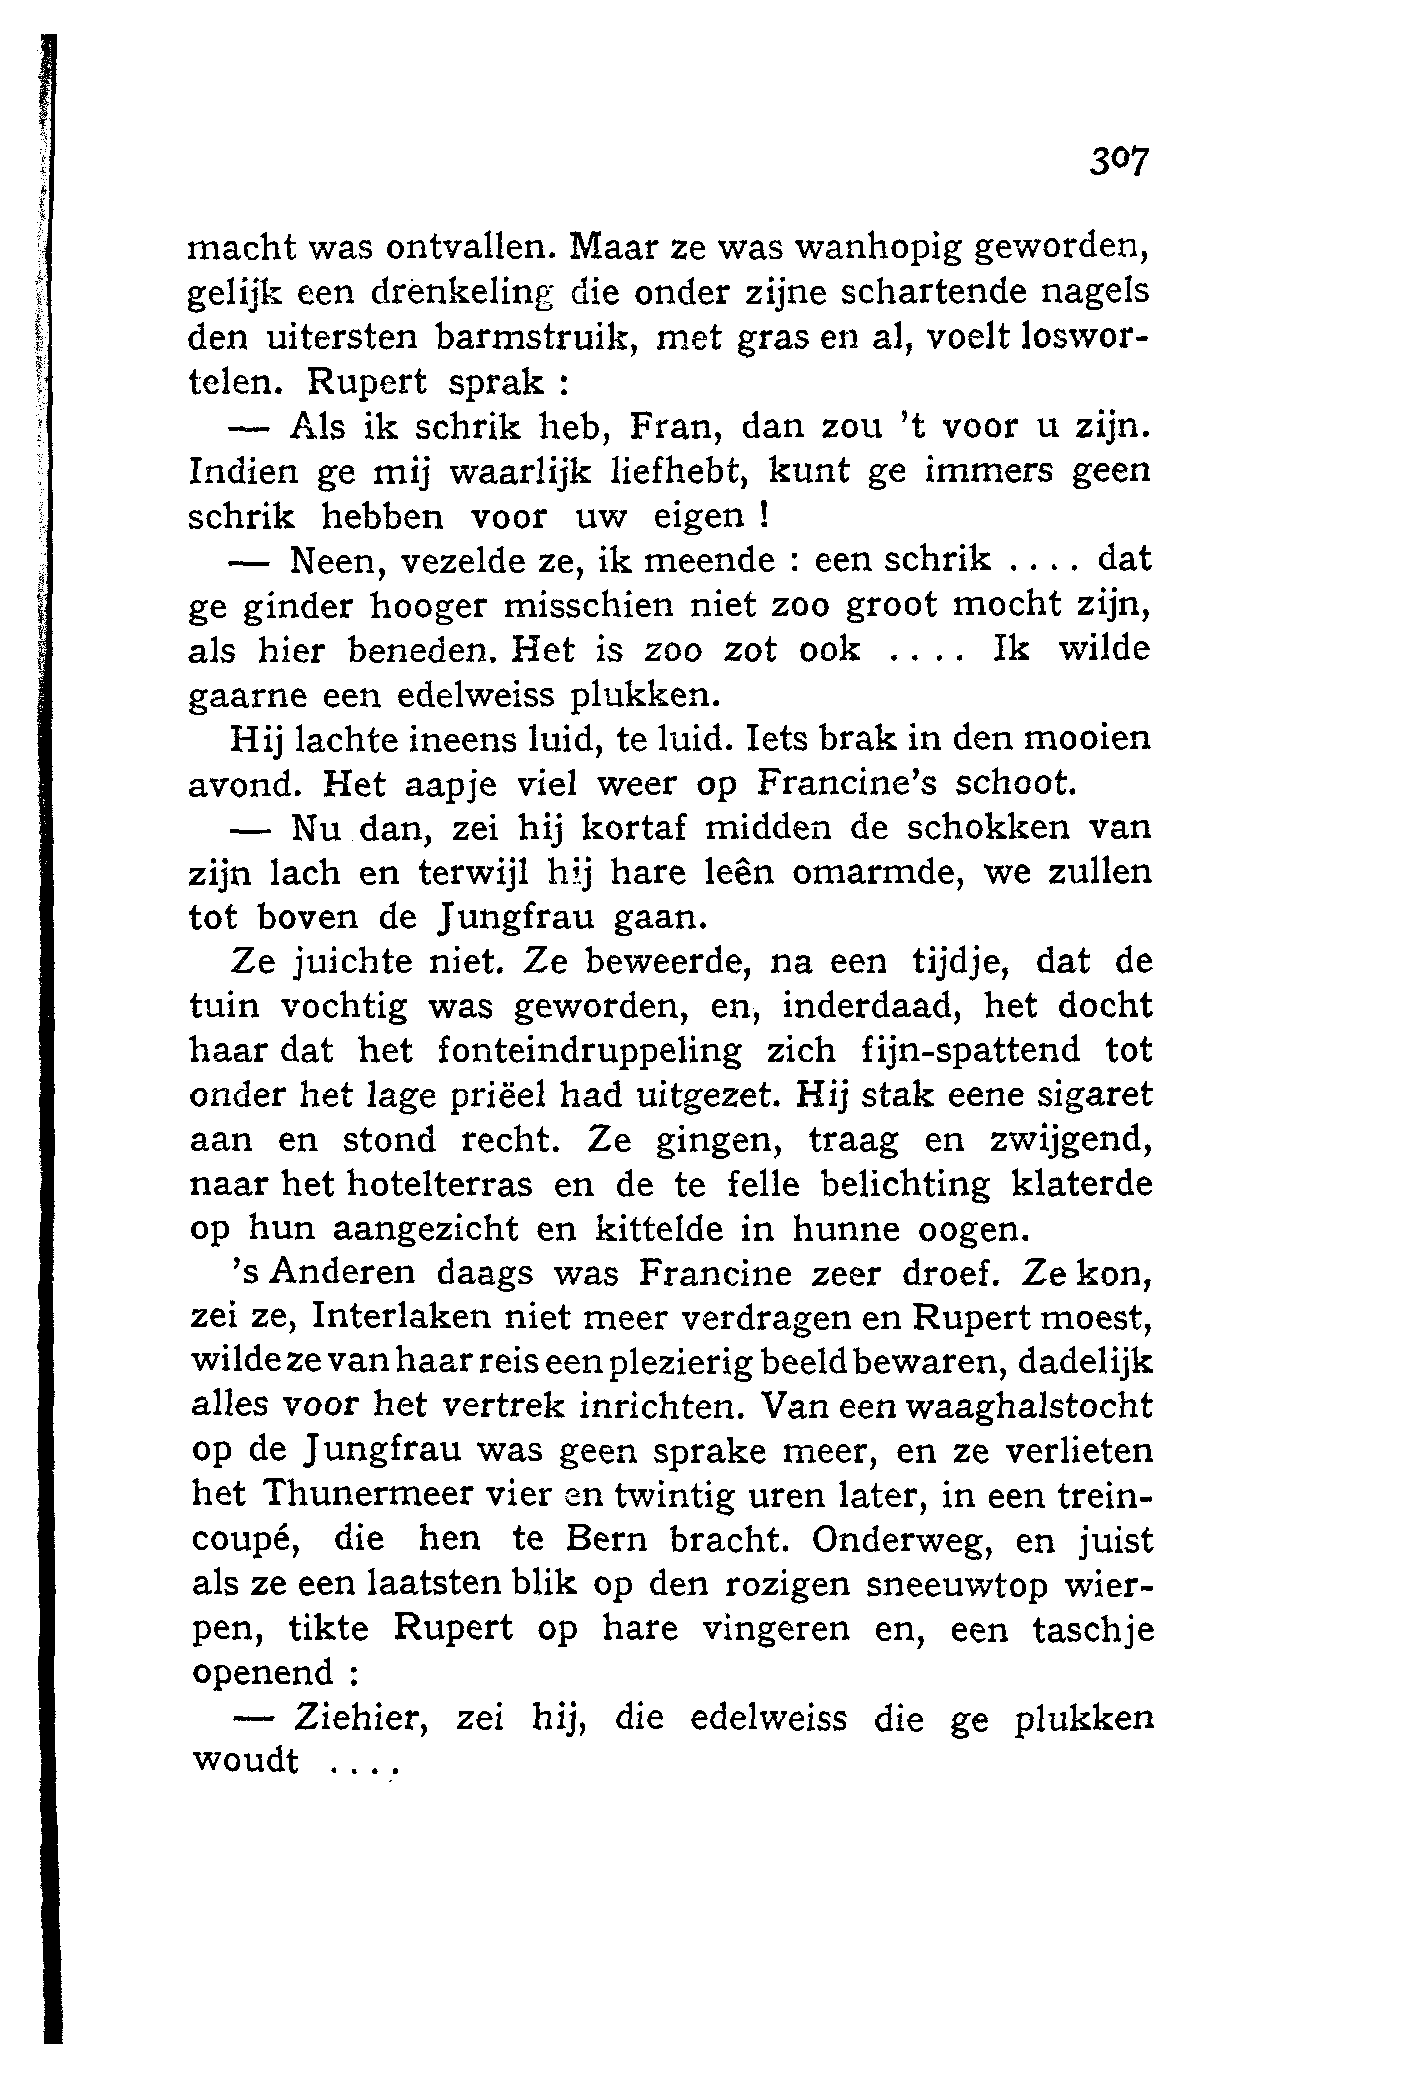 307
macht was ontvallen. Maar ze was wanhopig geworden,
gelijk een drenkeling die onder zijne schartende nagels
den uitersten barmstruik, met gras en al, voelt loswor-
telen. Rupert sprak :
— Als ik schrik heb, Fran, dan zou 't voor u zijn.
Indien ge mij waarlijk liefhebt, kunt ge immers geen
schrik hebben voor uw eigen !
— Neen, vezelde ze, ik meende : een schrik .... dat
ge ginder hooger misschien niet zoo groot mocht zijn,
als hier beneden. Het is zoo zot ook .... Ik wilde
gaarne een edelweiss plukken.
Hij lachte ineens luid, te luid. Iets brak in den mooien
avond. Het aapje viel weer op Francine's schoot.
— Nu dan, zei hij kortaf midden de schokken van
zijn lach en terwijl hij hare leên omarmde, we zullen
tot boven de Jungfrau gaan.
Ze juichte niet. Ze beweerde, na een tijdje, dat de
tuin vochtig was geworden, en, inderdaad, het docht
haar dat het fonteindruppeling zich fijn-spattend tot
onder het lage priëel had uitgezet. Hij stak eene sigaret
aan en stond recht. Ze gingen, traag en zwijgend,
naar het hotelterras en de te felle belichting klaterde
op hun aangezicht en kittelde in hunne oogen.
's Anderen daags was Francine zeer droef. Ze kon,
zei ze, Interlaken niet meer verdragen en Rupert moest,
wilde ze van haar reis een plezierig beeld bewaren, dadelijk
alles voor het vertrek inrichten. Van een waaghalstocht
op de Jungfrau was geen sprake meer, en ze verlieten
het Thunermeer vier en twintig uren later, in een trein-
coupé, die hen te Bern bracht. Onderweg, en juist
als ze een laatsten blik op den rozigen sneeuwtop wier-
pen, tikte Rupert op hare vingeren en, een taschje
openend :
— Ziehier, zei hij, die edelweiss die ge plukken
woudt ....